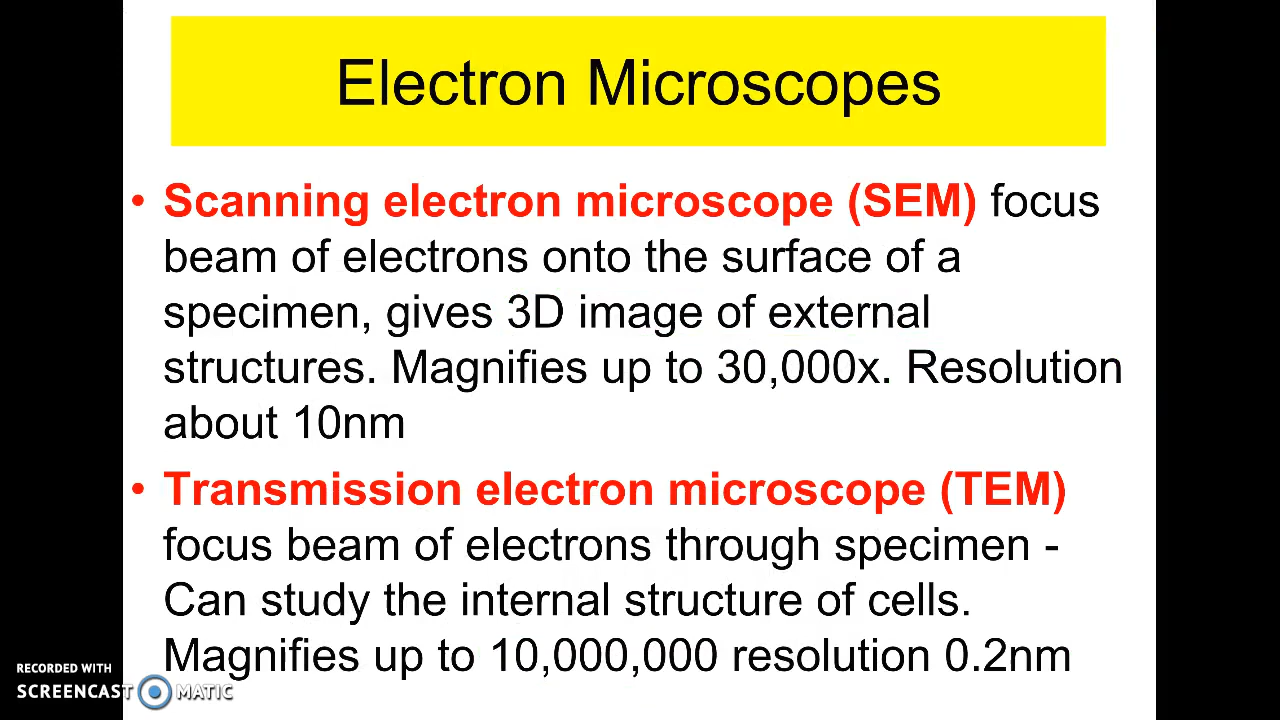 Electron Microscopes
• Scanning electron microscope (SEM) focus
beam of electrons onto the surface of a
specimen, gives 3D image of external
structures. Magnifies up to 30,000x. Resolution
about 10nm
• Transmission electron microscope (TEM)
focus beam of electrons through specimen -
Can study the internal structure of cells.
Magnifies up to 10,000,000 resolution 0.2nm
RECORDED WITH
SCREENCAST MATIC